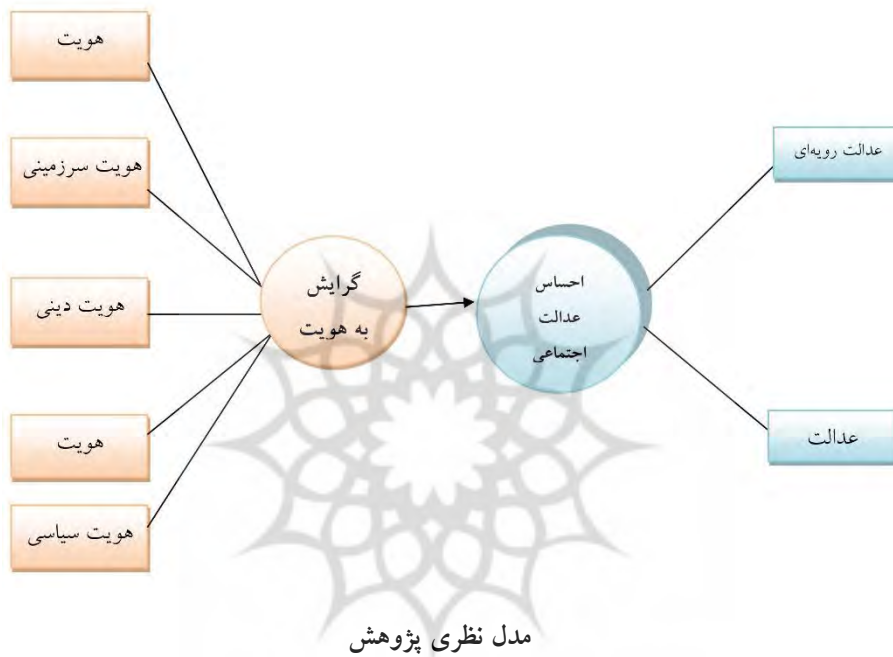 هویت
هویت سرزمینی
هویت دینی
هویت
هویت سیاسی
گرایش
به هویت
احساس
عدالت
اجتماعی
عدالت رویه‌ای
عدالت
مدل نظری پژوهش